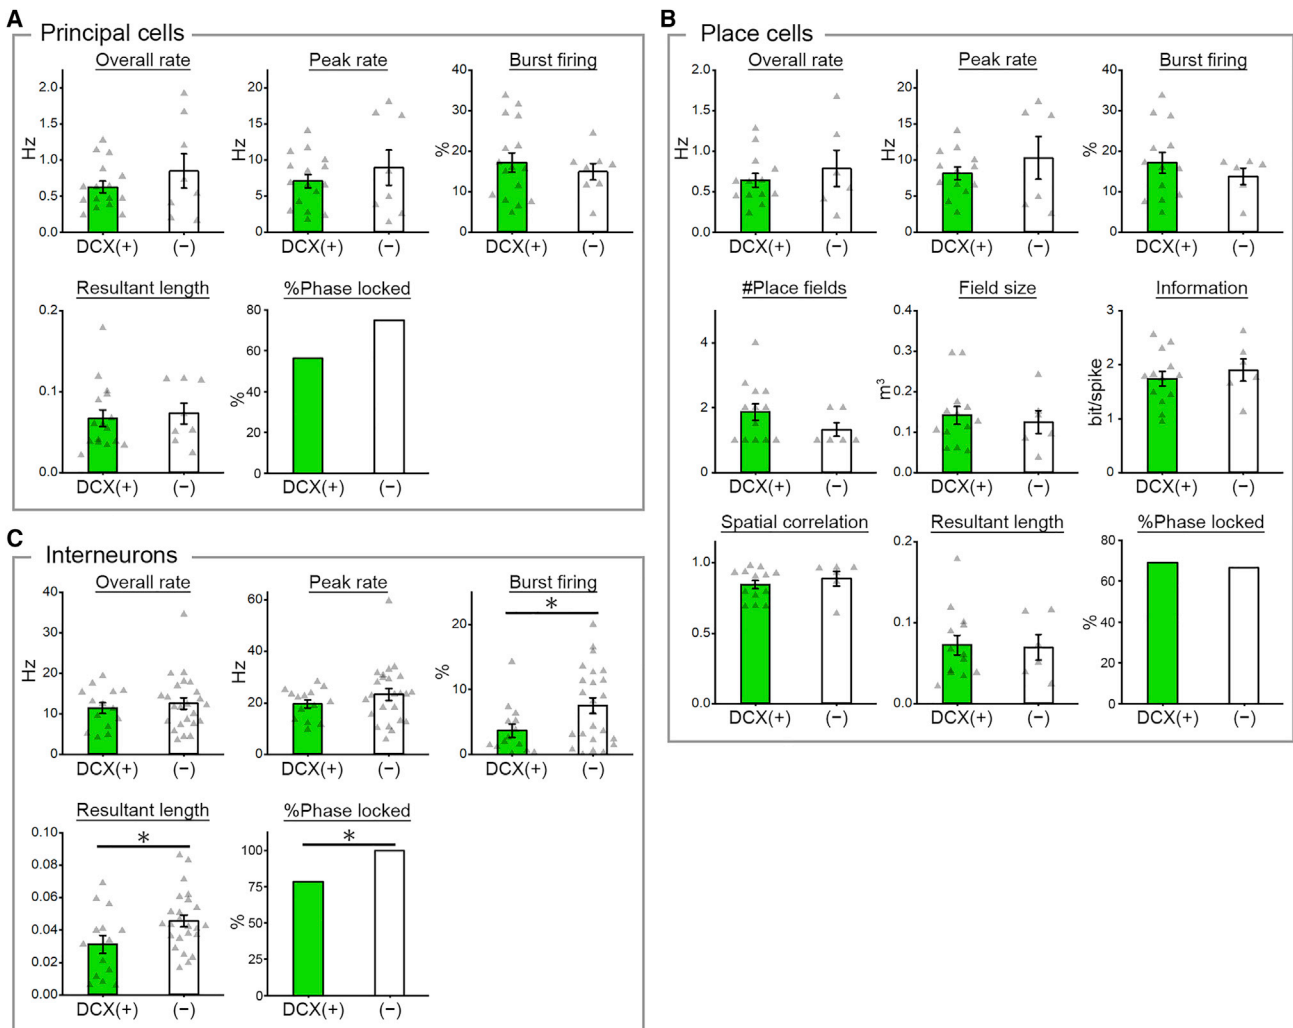 A
Principal cells
Overall rate
Peak rate
Burst firing
Hz
2.0
1.5
1.0
0.5
0.0
DCX(+)
(−)
Hz
20
15
10
5
0
DCX(+)
(−)
%
40
30
20
10
0
DCX(+)
(−)
Resultant length
%Phase locked
0.2
0.1
0.0
DCX(+)
(−)
%
80
60
40
20
0
DCX(+)
(−)
B
Place cells
Overall rate
Peak rate
Burst firing
Hz
2.0
1.5
1.0
0.5
0.0
DCX(+)
(−)
Hz
20
15
10
5
0
DCX(+)
(−)
%
40
30
20
10
0
DCX(+)
(−)
#Place fields
Field size
Information
4
2
0
DCX(+)
(−)
m³
0.4
0.3
0.2
0.1
0.0
DCX(+)
(−)
bit/spike
3
2
1
0
DCX(+)
(−)
Spatial correlation
Resultant length
%Phase locked
1.0
0.5
0.0
DCX(+)
(−)
0.2
0.1
0.0
DCX(+)
(−)
%
80
60
40
20
0
DCX(+)
(−)
C
Interneurons
Overall rate
Peak rate
Burst firing
Hz
40
30
20
10
0
DCX(+)
(−)
Hz
60
40
20
0
DCX(+)
(−)
*
%
20
10
0
DCX(+)
(−)
Resultant length
%Phase locked
*
0.10
0.08
0.06
0.04
0.02
0.00
DCX(+)
(−)
*
%
100
75
50
25
0
DCX(+)
(−)